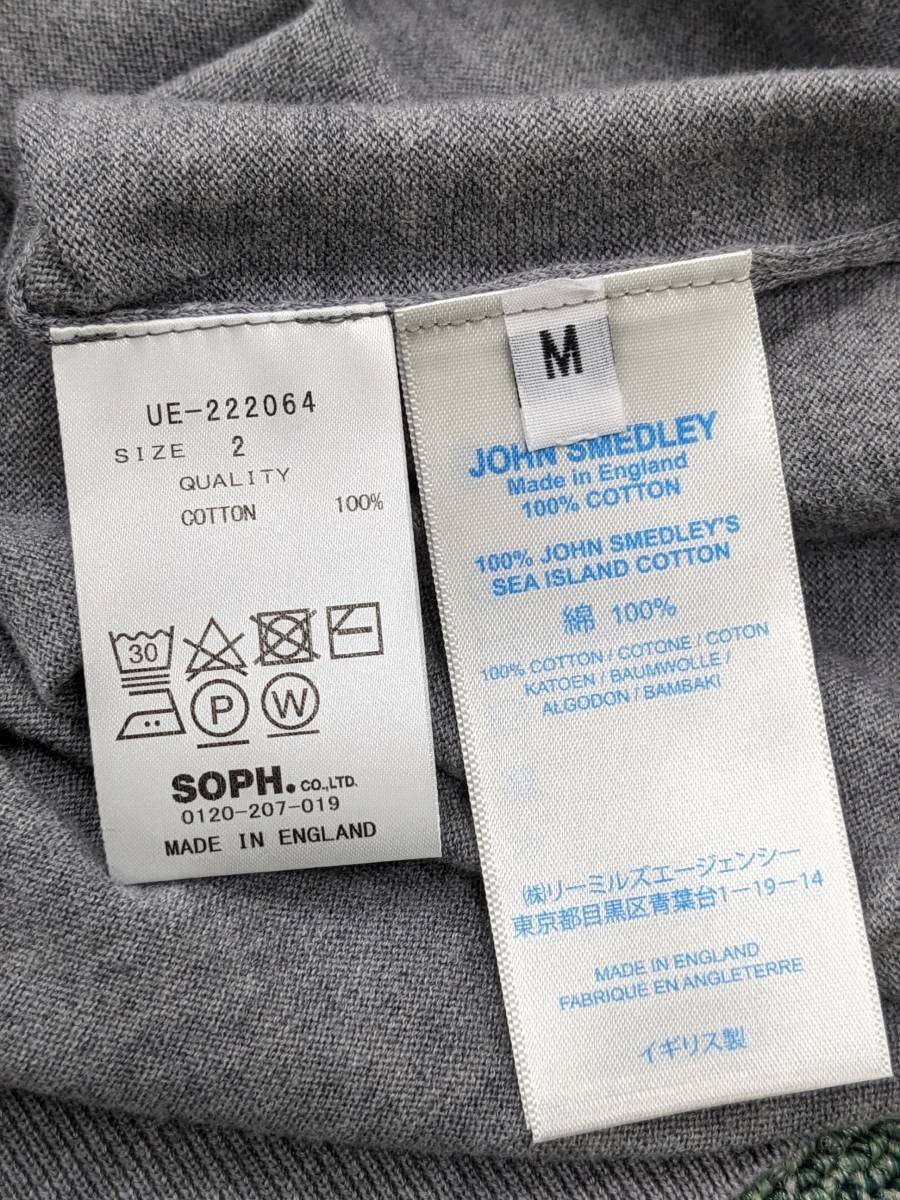 UE-222064
SIZE 2
QUALITY
COTTON 100%
30
P W
SOPH. CO.,LTD.
0120-207-019
MADE IN ENGLAND
M
JOHN SMEDLEY
Made in England
100% COTTON
100% JOHN SMEDLEY'S
SEA ISLAND COTTON
綿 100%
100% COTTON / COTONE / COTON
KATOEN / BAUMWOLLE /
ALGODON / BAMBAKI
㈱リーミルズエージェンシー
東京都目黒区青葉台1-19-14
MADE IN ENGLAND
FABRIQUE EN ANGLETERRE
イギリス製